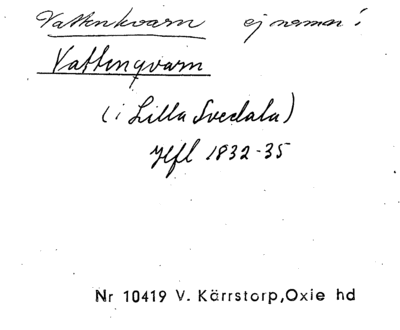 Vattenkvarn ej namn!
Vattenqvarn
(i Lilla Svedala)
Hfl 1832-35
Nr 10419 V. Kärrstorp,Oxie hd